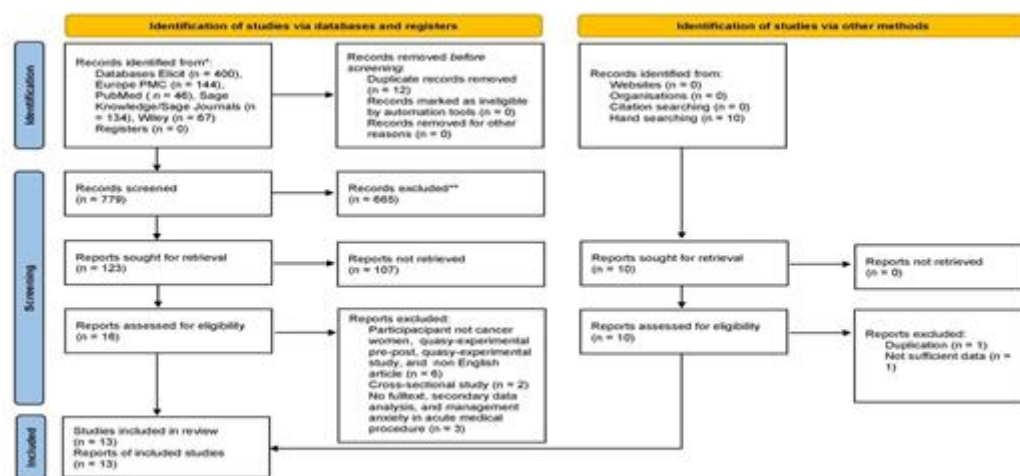 Identification of studies via databases and registers
Identification of studies via other methods
Identification
Records identified from*:
Databases Elicit (n = 400),
Europe PMC (n = 144),
PubMed ( n = 46), Sage
Knowledge/Sage Journals (n
= 134), Wiley (n = 67)
Registers (n = 0)
Records removed before
screening:
Duplicate records removed
(n = 12)
Records marked as ineligible
by automation tools (n = 0)
Records removed for other
reasons (n = 0)
Records identified from:
Websites (n = 0)
Organisations (n = 0)
Citation searching (n = 0)
Hand searching (n = 10)
Screening
Records screened
(n = 779)
Records excluded**
(n = 665)
Reports sought for retrieval
(n = 123)
Reports not retrieved
(n = 107)
Reports sought for retrieval
(n = 10)
Reports not retrieved
(n = 0)
Reports assessed for eligibility
(n = 16)
Reports excluded:
Particpacipant not cancer
women, quasy-experimental
pre-post, quasy-experimental
study, and non English
article (n = 6)
Cross-sectional study (n = 2)
No fulltext, secondary data
analysis, and management
anxiety in acute medical
procedure (n = 3)
Reports assessed for eligibility
(n = 10)
Reports excluded:
Duplication (n = 1)
Not sufficient data (n =
1)
Included
Studies included in review
(n = 13)
Reports of included studies
(n = 13)